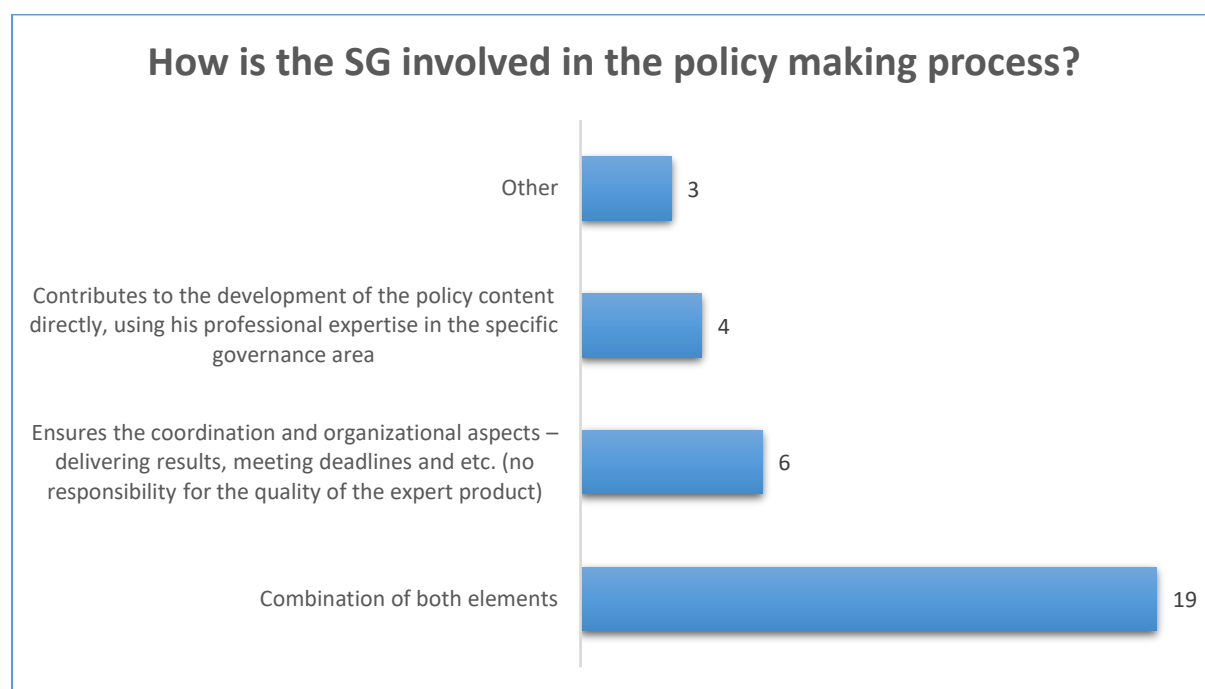 How is the SG involved in the policy making process?
Other
3
Contributes to the development of the policy content
directly, using his professional expertise in the specific
governance area
4
Ensures the coordination and organizational aspects –
delivering results, meeting deadlines and etc. (no
responsibility for the quality of the expert product)
6
Combination of both elements
19